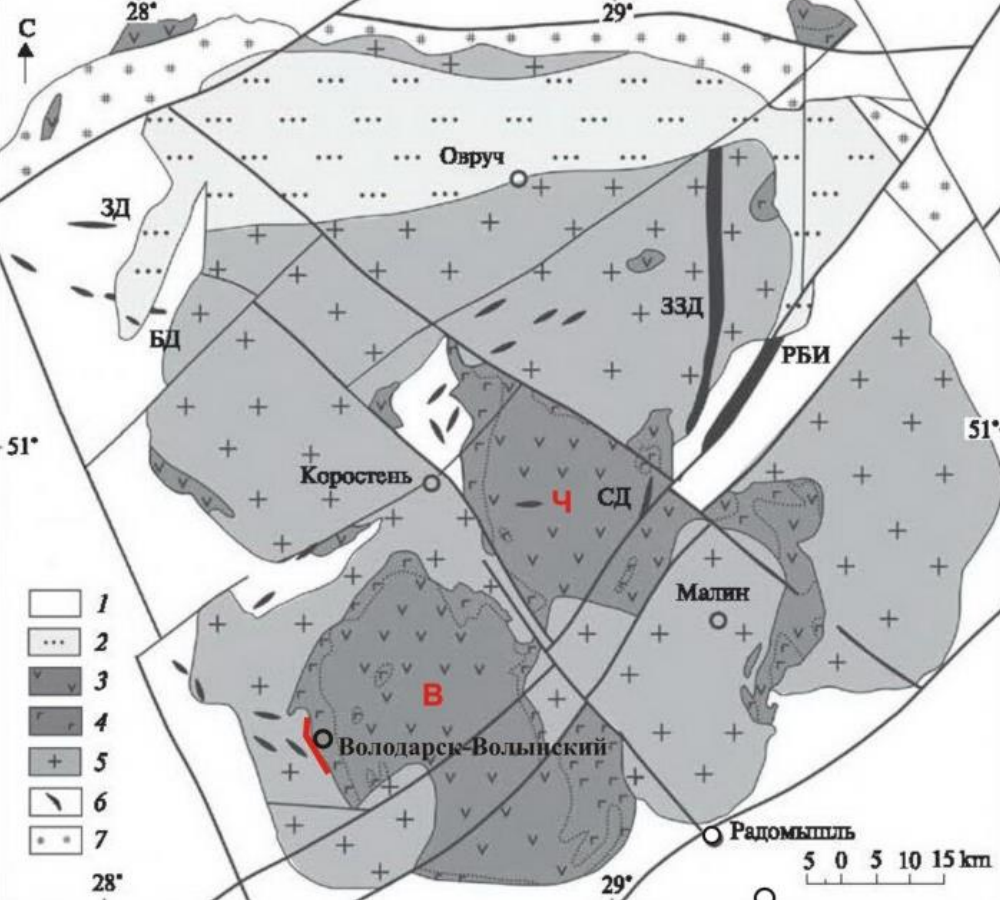 28°
29°
С
Овруч
ЗД
ЗЗД
БД
РБИ
51°
51°
Коростень
Ч
СД
Малин
1
2
3
4
5
6
7
В
Володарск-Волынский
Радомышль
5 0 5 10 15 km
28°
29°